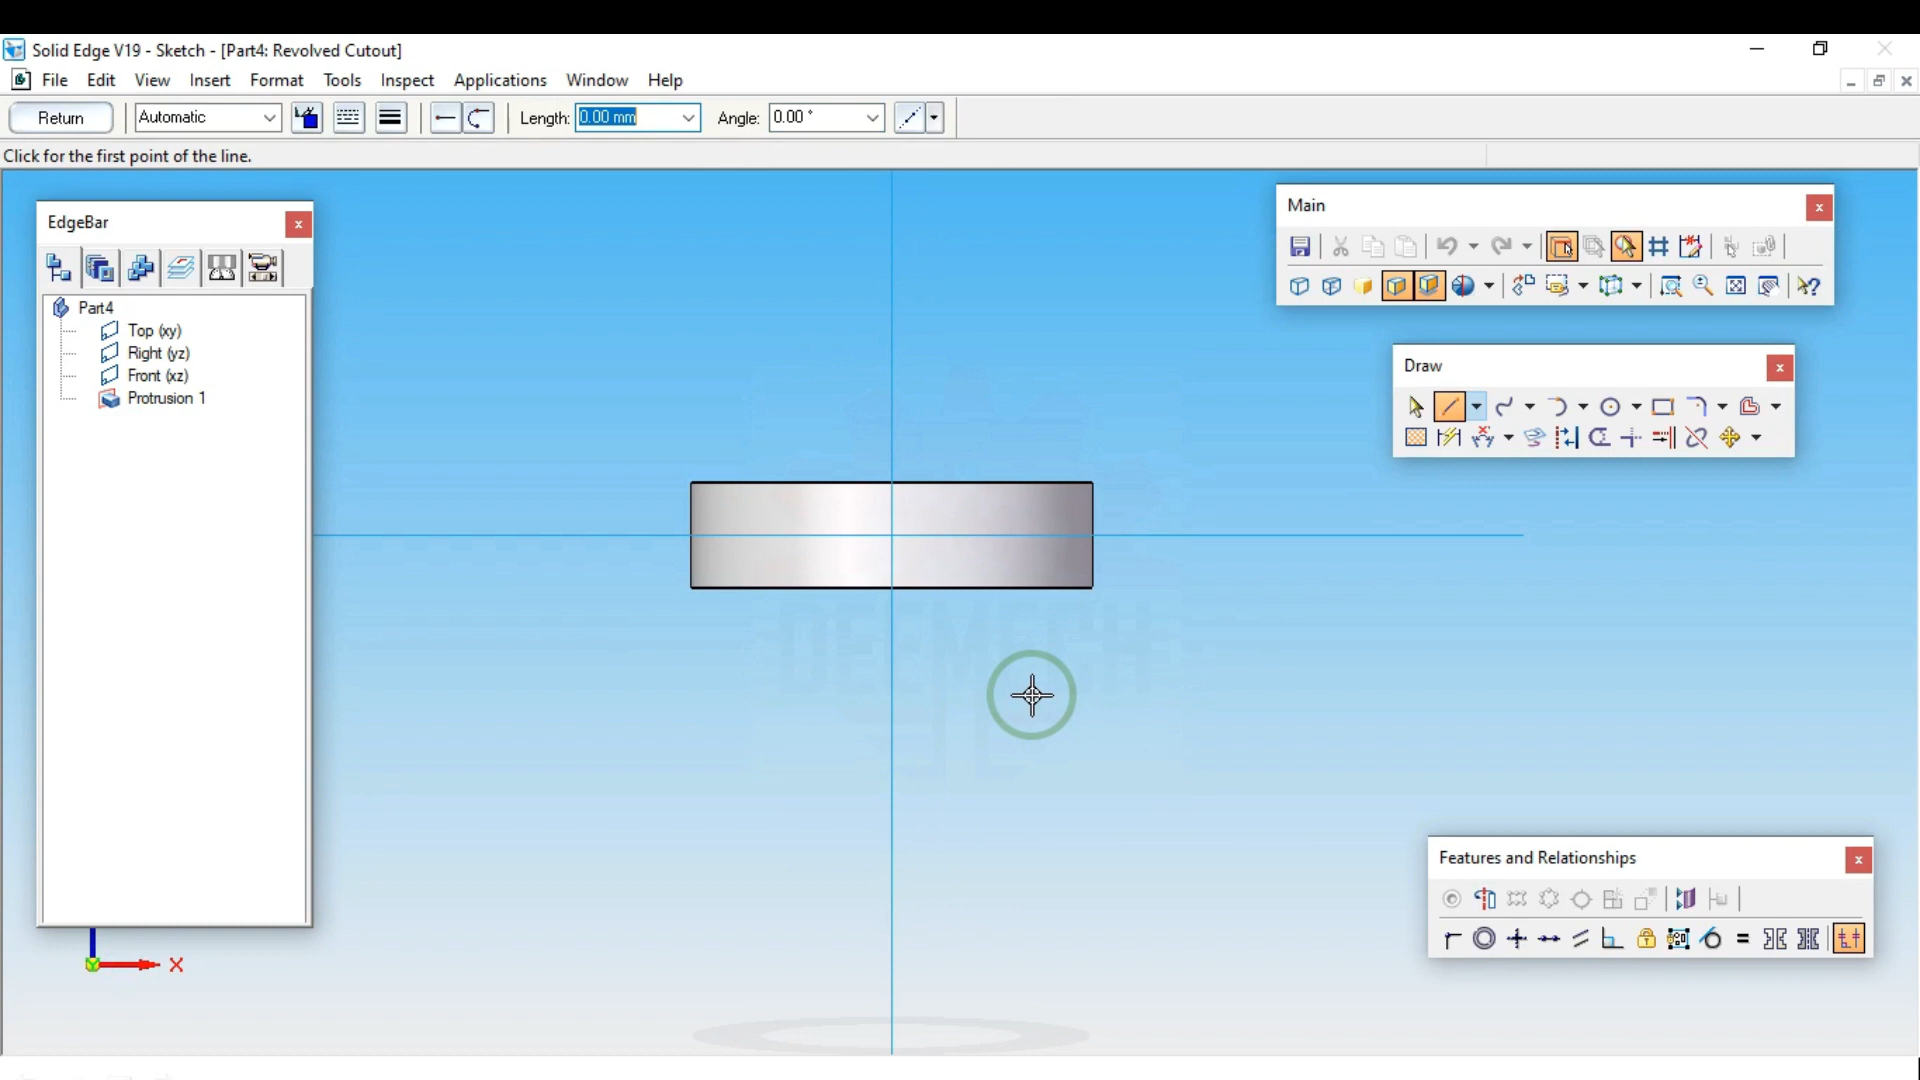 Solid Edge V19 - Sketch - [Part4: Revolved Cutout]
File Edit View Insert Format Tools Inspect Applications Window Help
Return Automatic Length: 0.00 mm Angle: 0.00 °
Click for the first point of the line.
EdgeBar
Part4
Top (xy)
Right (yz)
Front (xz)
Protrusion 1
Main
Draw
DEEMECH
Features and Relationships
X